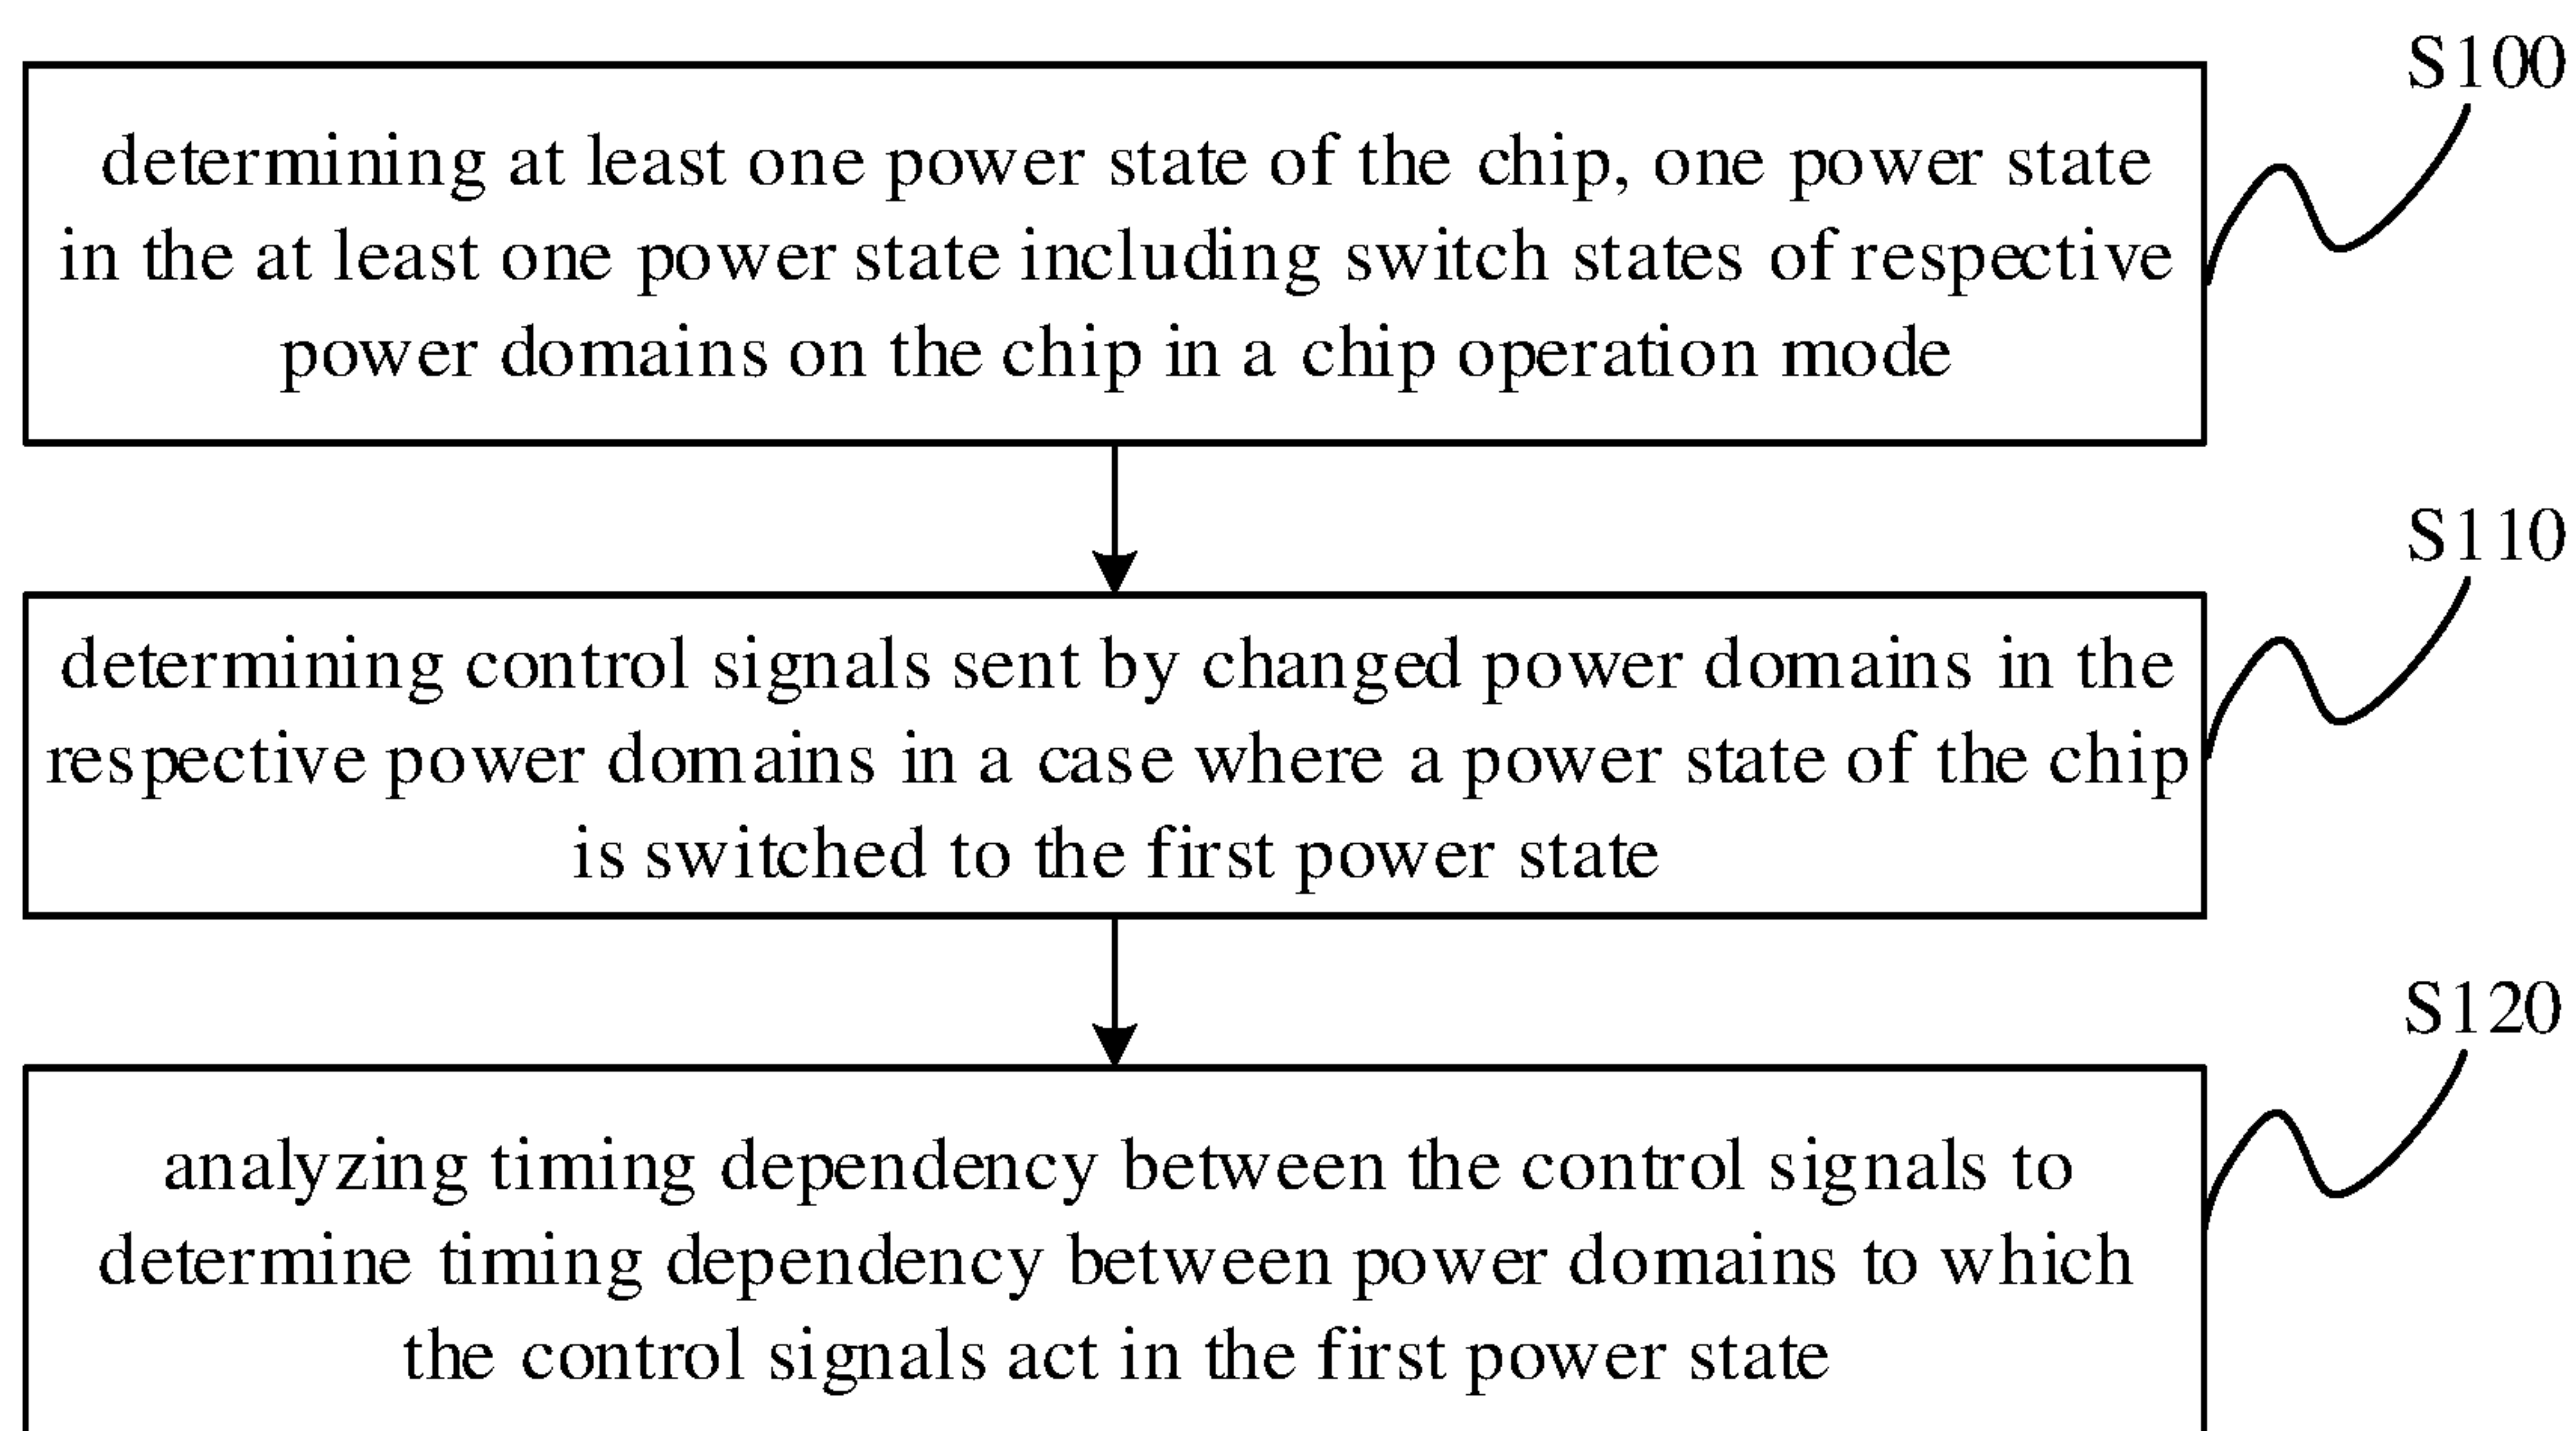 S100
determining at least one power state of the chip, one power state
in the at least one power state including switch states of respective
power domains on the chip in a chip operation mode
S110
determining control signals sent by changed power domains in the
respective power domains in a case where a power state of the chip
is switched to the first power state
S120
analyzing timing dependency between the control signals to
determine timing dependency between power domains to which
the control signals act in the first power state